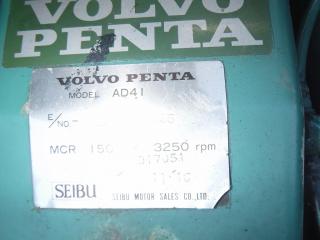 VOLVO
PENTA
VOLVO PENTA
MODEL AD41
E/NO.
MCR 150 3250 rpm
SEIBU SEIBU MOTOR SALES CO.,LTD.